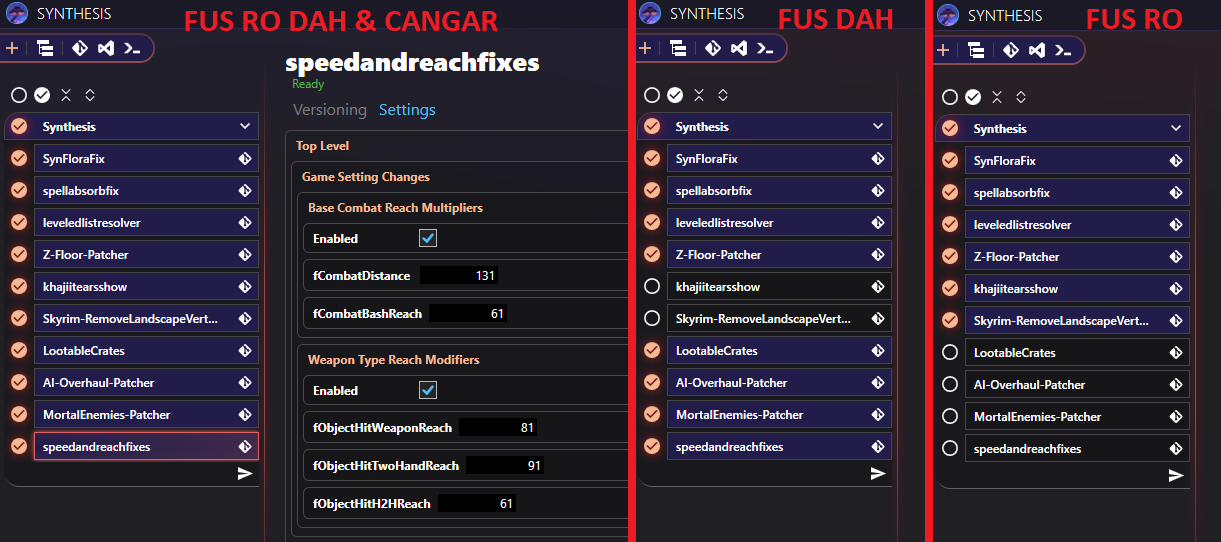 SYNTHESIS
FUS RO DAH & CANGAR
speedandreachfixes
Ready
Versioning Settings
Synthesis
SynFloraFix
spellabsorbfix
leveledlistresolver
Z-Floor-Patcher
khajiitearsshow
Skyrim-RemoveLandscapeVert...
LootableCrates
AI-Overhaul-Patcher
MortalEnemies-Patcher
speedandreachfixes
Top Level
Game Setting Changes
Base Combat Reach Multipliers
Enabled
fCombatDistance 131
fCombatBashReach 61
Weapon Type Reach Modifiers
Enabled
fObjectHitWeaponReach 81
fObjectHitTwoHandReach 91
fObjectHitH2HReach 61
SYNTHESIS
FUS DAH
Synthesis
SynFloraFix
spellabsorbfix
leveledlistresolver
Z-Floor-Patcher
khajiitearsshow
Skyrim-RemoveLandscapeVert...
LootableCrates
AI-Overhaul-Patcher
MortalEnemies-Patcher
speedandreachfixes
SYNTHESIS
FUS RO
Synthesis
SynFloraFix
spellabsorbfix
leveledlistresolver
Z-Floor-Patcher
khajiitearsshow
Skyrim-RemoveLandscapeVert...
LootableCrates
AI-Overhaul-Patcher
MortalEnemies-Patcher
speedandreachfixes